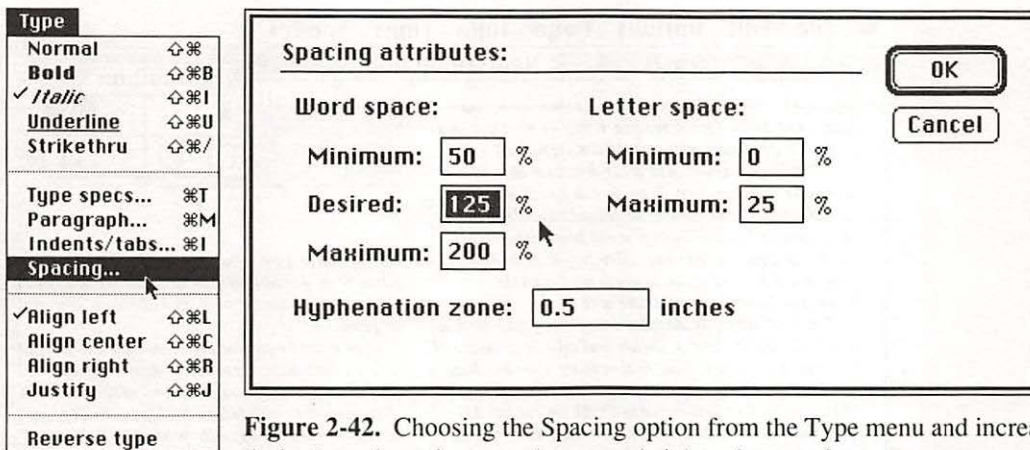 Type
Normal ⇧⌘
Bold ⇧⌘B
✓ Italic ⇧⌘I
Underline ⇧⌘U
Strikethru ⇧⌘/
Type specs... ⌘T
Paragraph... ⌘M
Indents/tabs... ⌘I
Spacing...
✓Align left ⇧⌘L
Align center ⇧⌘C
Align right ⇧⌘R
Justify ⇧⌘J
Reverse type
Spacing attributes:
OK
Cancel
Word space: Letter space:
Minimum: 50 % Minimum: 0 %
Desired: 125 % Maximum: 25 %
Maximum: 200 %
Hyphenation zone: 0.5 inches
Figure 2-42. Choosing the Spacing option from the Type menu and increa